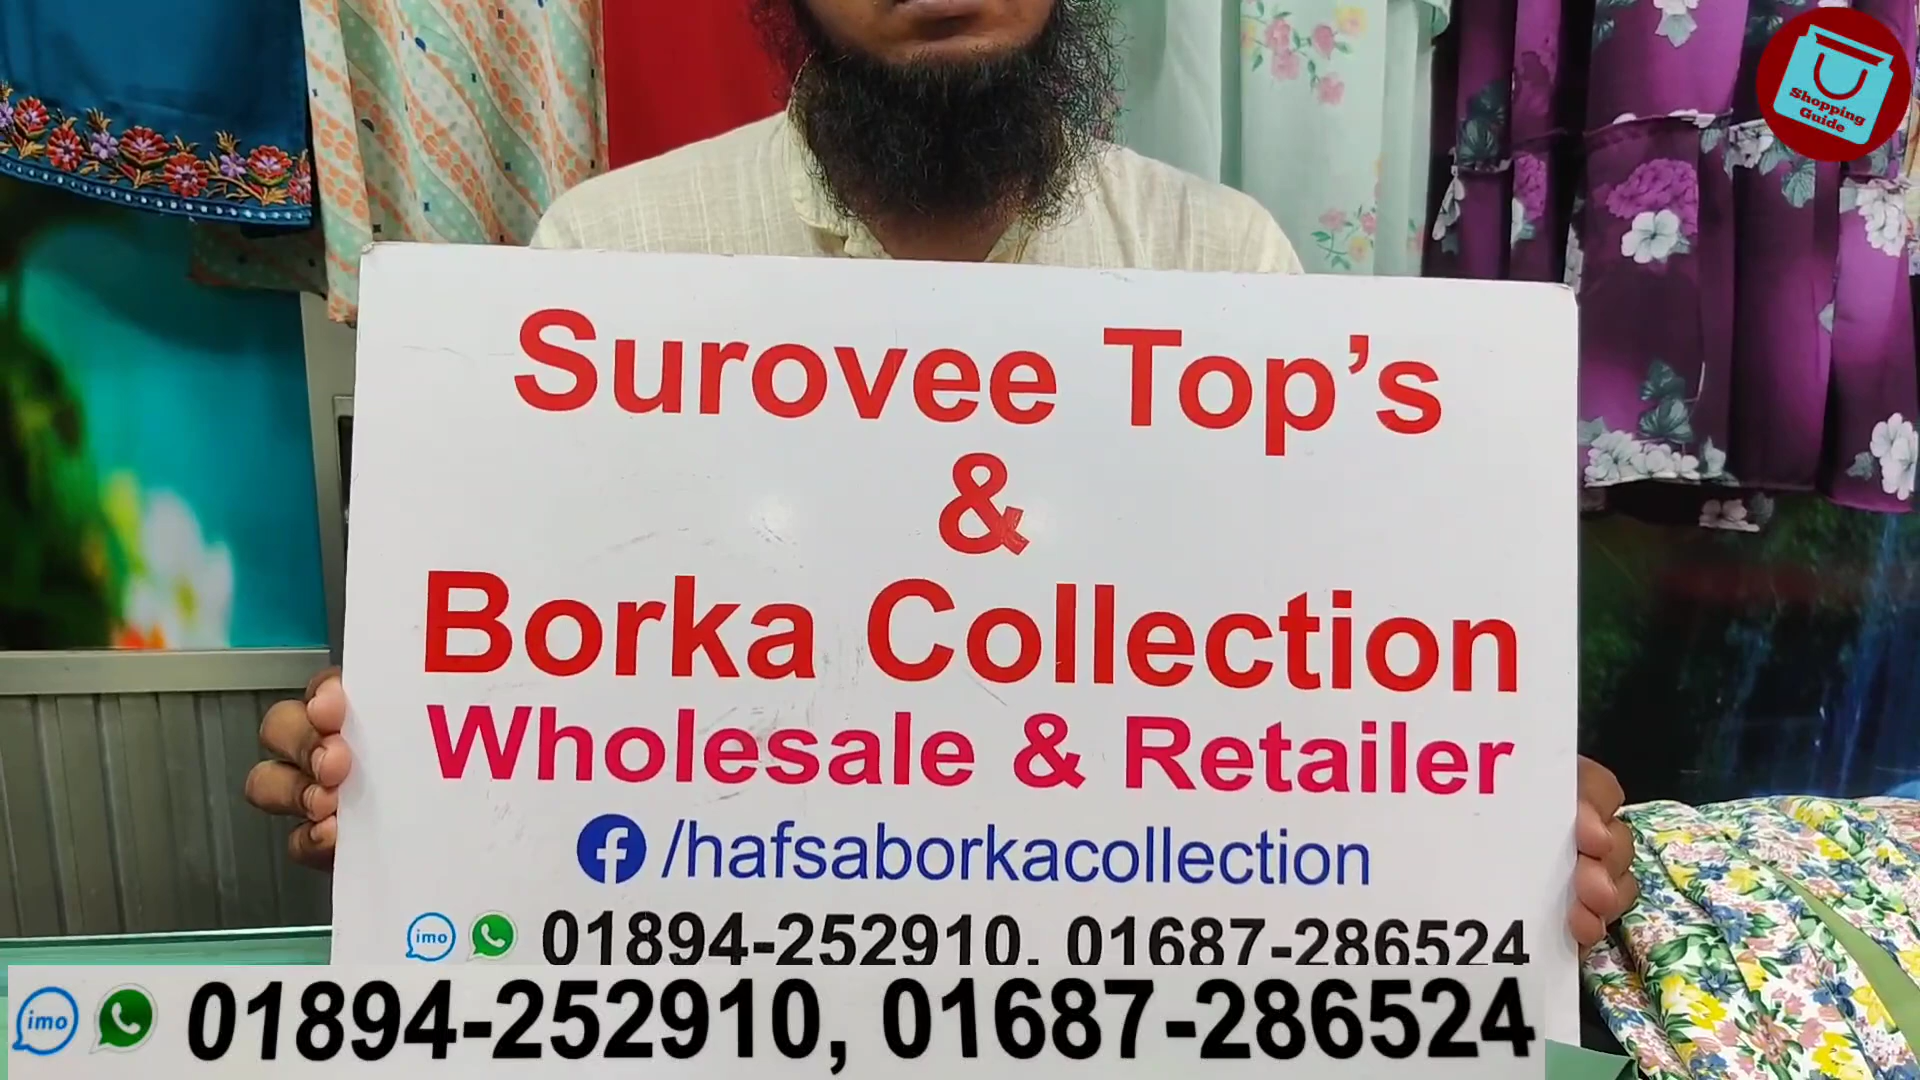 Shopping
Guide
Surovee Top's
&
Borka Collection
Wholesale & Retailer
/hafsaborkacollection
imo 01894-252910, 01687-286524
imo 01894-252910, 01687-286524